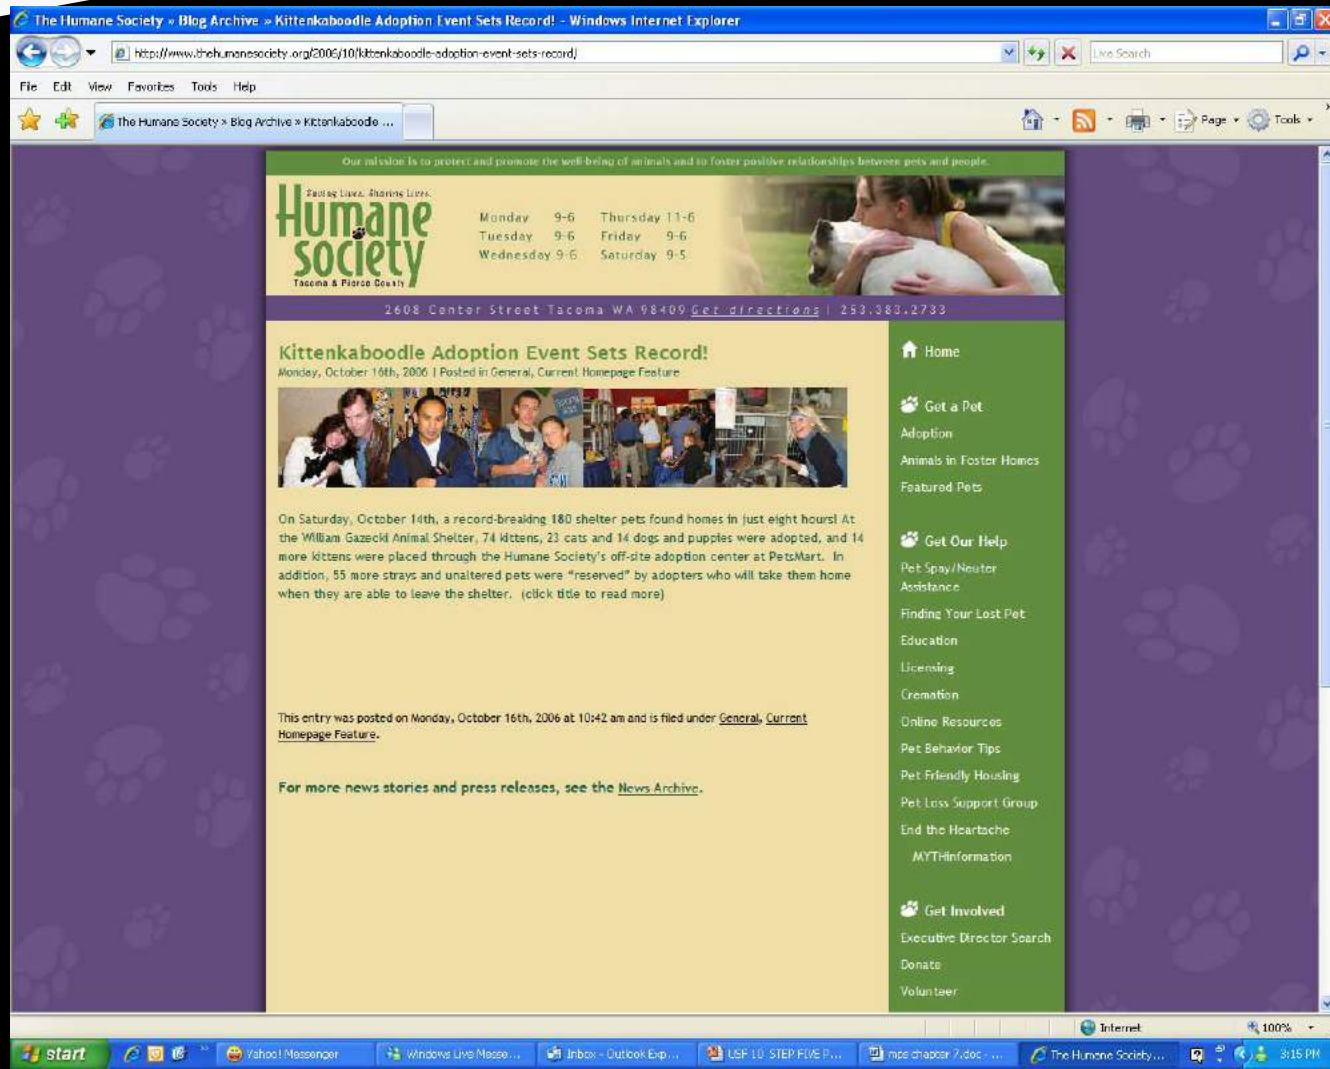 The Humane Society » Blog Archive » Kittenkaboodle Adoption Event Sets Record! - Windows Internet Explorer
http://www.thehumanesociety.org/2006/10/kittenkaboodle-adoption-event-sets-record/
Live Search
File Edit View Favorites Tools Help
The Humane Society » Blog Archive » Kittenkaboodle ...
Page Tools
Our mission is to protect and promote the well-being of animals and to foster positive relationships between pets and people.
Saving Lives. Sharing Lives.
Humane
Society
Tacoma & Pierce County
Monday 9-6 Thursday 11-6
Tuesday 9-6 Friday 9-6
Wednesday 9-6 Saturday 9-5
2608 Center Street Tacoma WA 98409 Get directions | 253.383.2733
Kittenkaboodle Adoption Event Sets Record!
Monday, October 16th, 2006 | Posted in General, Current Homepage Feature
On Saturday, October 14th, a record-breaking 180 shelter pets found homes in just eight hours! At
the William Gazecki Animal Shelter, 74 kittens, 23 cats and 14 dogs and puppies were adopted, and 14
more kittens were placed through the Humane Society's off-site adoption center at PetsMart. In
addition, 55 more strays and unaltered pets were “reserved” by adopters who will take them home
when they are able to leave the shelter. (click title to read more)
This entry was posted on Monday, October 16th, 2006 at 10:42 am and is filed under General, Current
Homepage Feature.
For more news stories and press releases, see the News Archive.
Home
Get a Pet
Adoption
Animals in Foster Homes
Featured Pets
Get Our Help
Pet Spay/Neuter
Assistance
Finding Your Lost Pet
Education
Licensing
Cremation
Online Resources
Pet Behavior Tips
Pet Friendly Housing
Pet Loss Support Group
End the Heartache
MYTHinformation
Get Involved
Executive Director Search
Donate
Volunteer
Internet 100%
start Yahoo! Messenger Windows Live Messe... Inbox - Outlook Exp... USF 10 STEP FIVE P... mps chapter 7.doc - ... The Humane Society... 3:15 PM